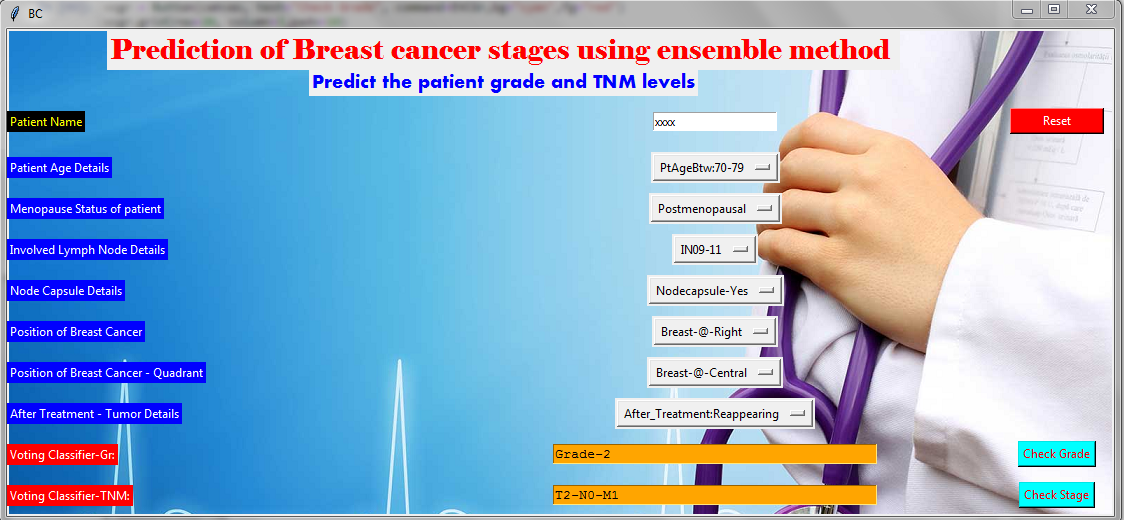 BC
Prediction of Breast cancer stages using ensemble method
Predict the patient grade and TNM levels
Patient Name xxxx Reset
Patient Age Details PtAgeBtw:70-79
Menopause Status of patient Postmenopausal
Involved Lymph Node Details IN09-11
Node Capsule Details Nodecapsule-Yes
Position of Breast Cancer Breast-@-Right
Position of Breast Cancer - Quadrant Breast-@-Central
After Treatment - Tumor Details After_Treatment:Reappearing
Voting Classifier-Gr: Grade-2 Check Grade
Voting Classifier-TNM: T2-N0-M1 Check Stage